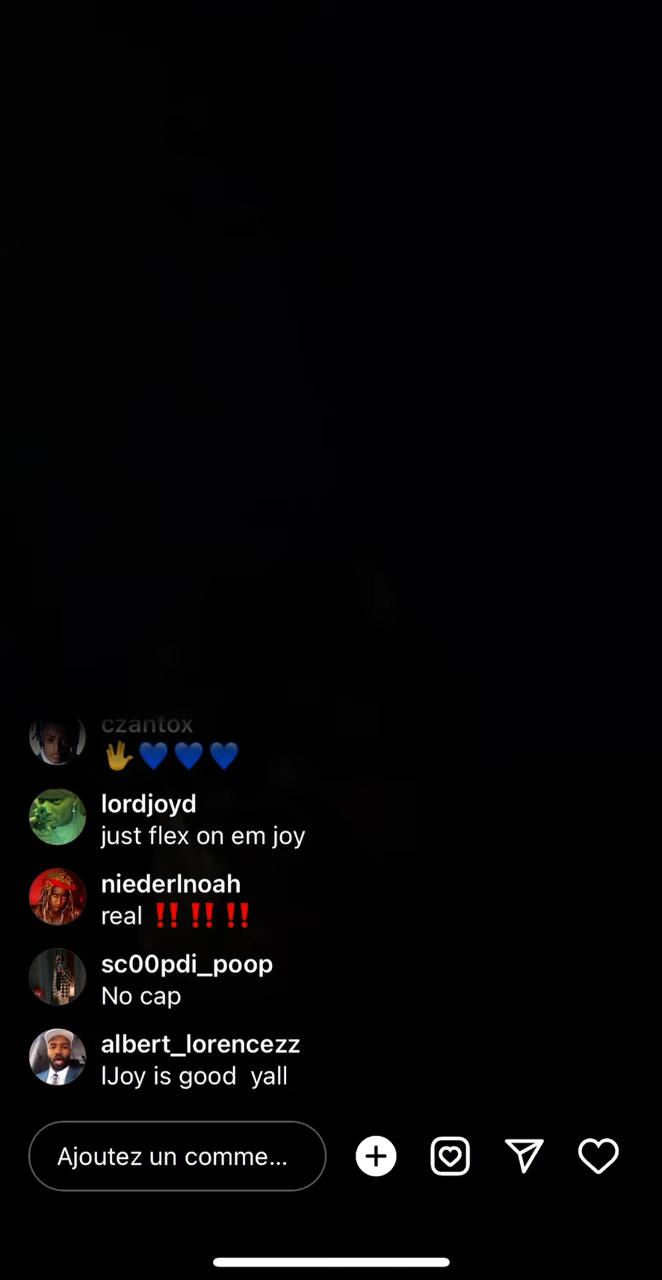 czantox
🖖💙💙💙
lordjoyd
just flex on em joy
niederlnoah
real ‼️‼️‼️
sc00pdi_poop
No cap
albert_lorencezz
IJoy is good  yall
Ajoutez un comme...